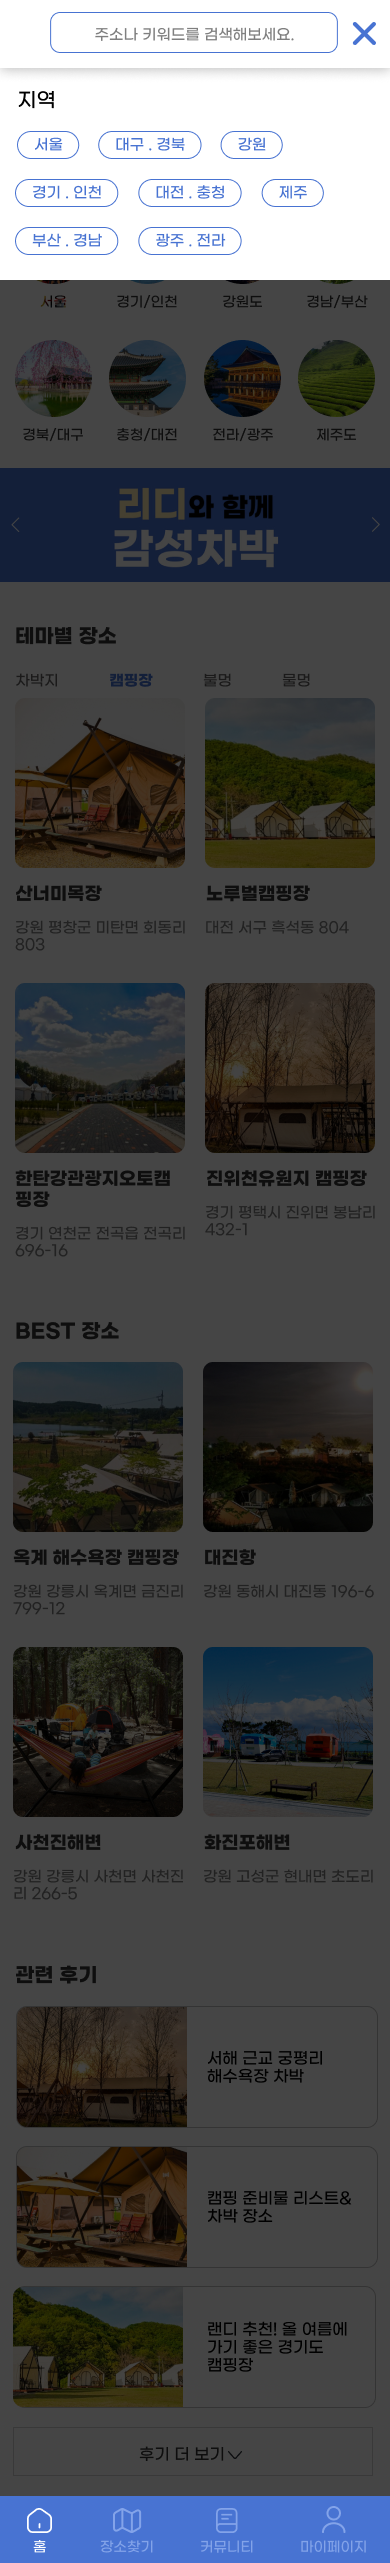 주소나 키워드를 검색해보세요.
지역
서울 대구 . 경북 강원
경기 . 인천 대전 . 충청 제주
부산 . 경남 광주 . 전라
서울 경기/인천 강원도 경남/부산
경북/대구 충청/대전 전라/광주 제주도
리디와 함께
감성차박
테마별 장소
차박지 캠핑장 불멍 물멍
산너미목장
강원 평창군 미탄면 회동리
803
노루벌캠핑장
대전 서구 흑석동 804
한탄강관광지오토캠
핑장
경기 연천군 전곡읍 전곡리
696-16
진위천유원지 캠핑장
경기 평택시 진위면 봉남리
432-1
BEST 장소
옥계 해수욕장 캠핑장
강원 강릉시 옥계면 금진리
799-12
대진항
강원 동해시 대진동 196-6
사천진해변
강원 강릉시 사천면 사천진
리 266-5
화진포해변
강원 고성군 현내면 초도리
관련 후기
서해 근교 궁평리
해수욕장 차박
캠핑 준비물 리스트&
차박 장소
랜디 추천! 올 여름에
가기 좋은 경기도
캠핑장
후기 더 보기
홈 장소찾기 커뮤니티 마이페이지